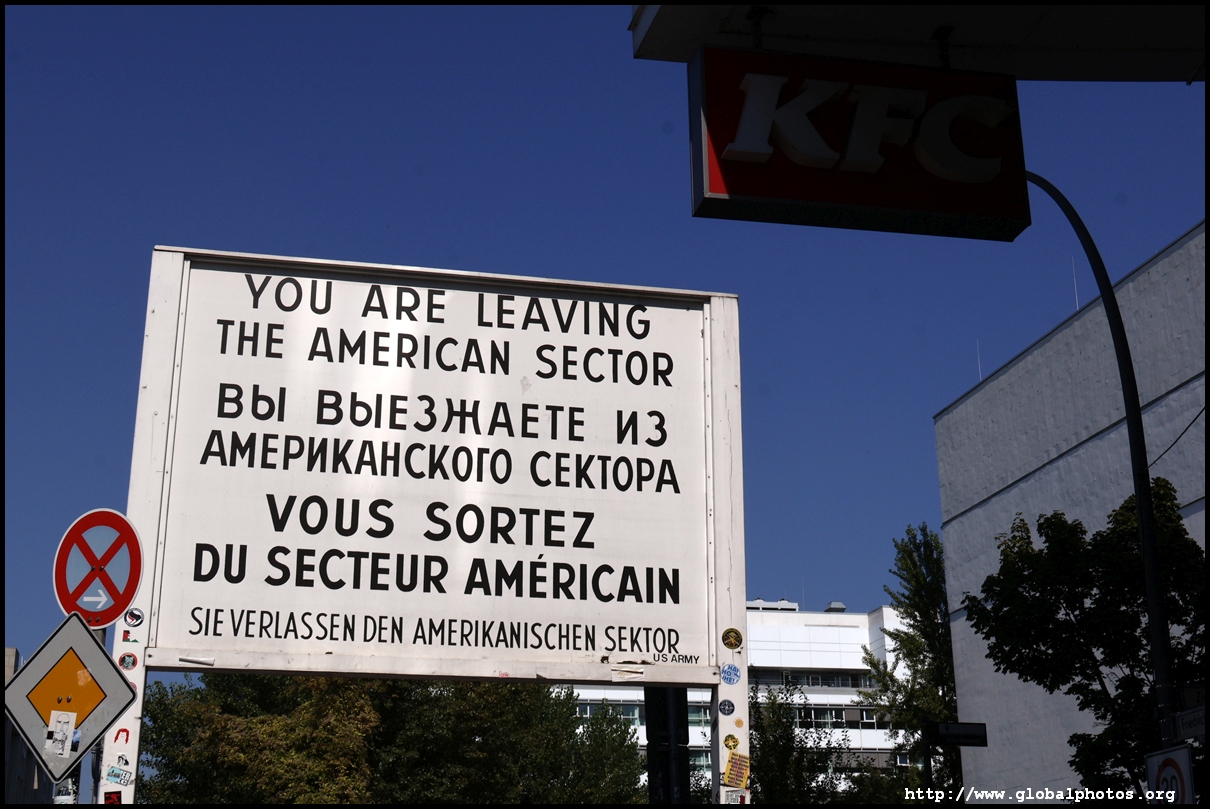 KFC
YOU ARE LEAVING
THE AMERICAN SECTOR
ВЫ ВЫЕЗЖАЕТЕ ИЗ
АМЕРИКАНСКОГО СЕКТОРА
VOUS SORTEZ
DU SECTEUR AMÉRICAIN
SIE VERLASSEN DEN AMERIKANISCHEN SEKTOR
US ARMY
http://www.globalphotos.org